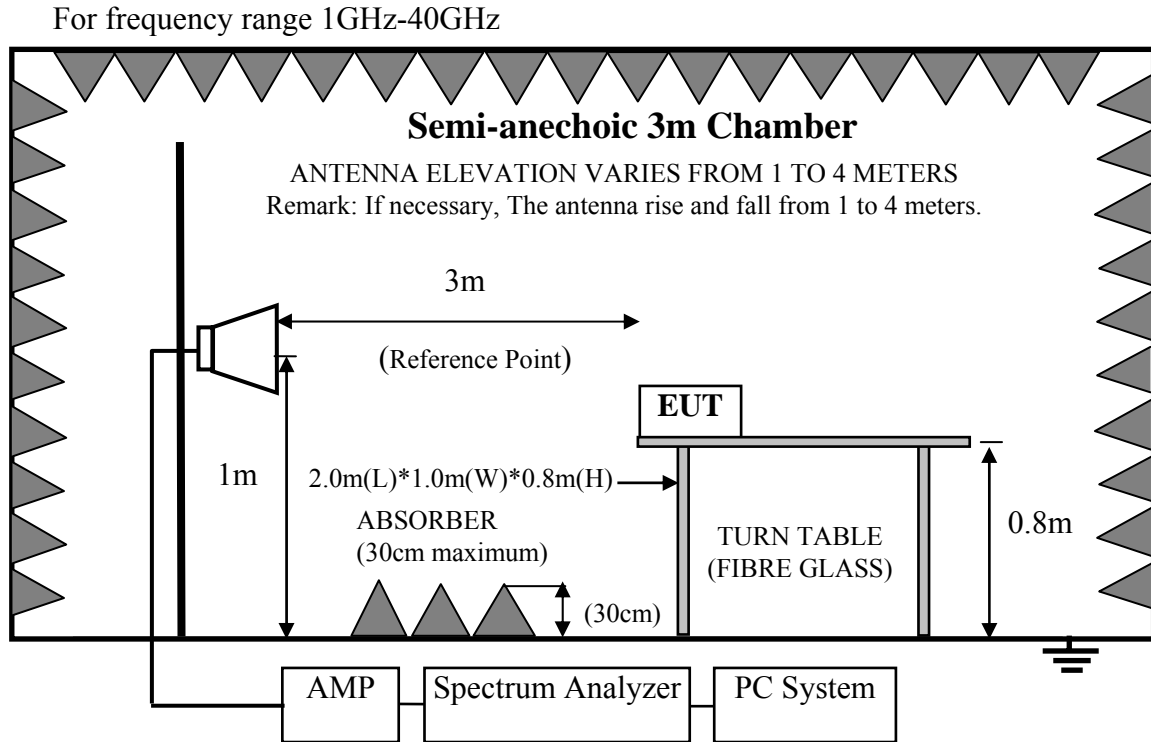 For frequency range 1GHz-40GHz
Semi-anechoic 3m Chamber
ANTENNA ELEVATION VARIES FROM 1 TO 4 METERS
Remark: If necessary, The antenna rise and fall from 1 to 4 meters.
3m
(Reference Point)
EUT
1m
2.0m(L)*1.0m(W)*0.8m(H)
ABSORBER
(30cm maximum)
TURN TABLE
(FIBRE GLASS)
0.8m
(30cm)
AMP
Spectrum Analyzer
PC System